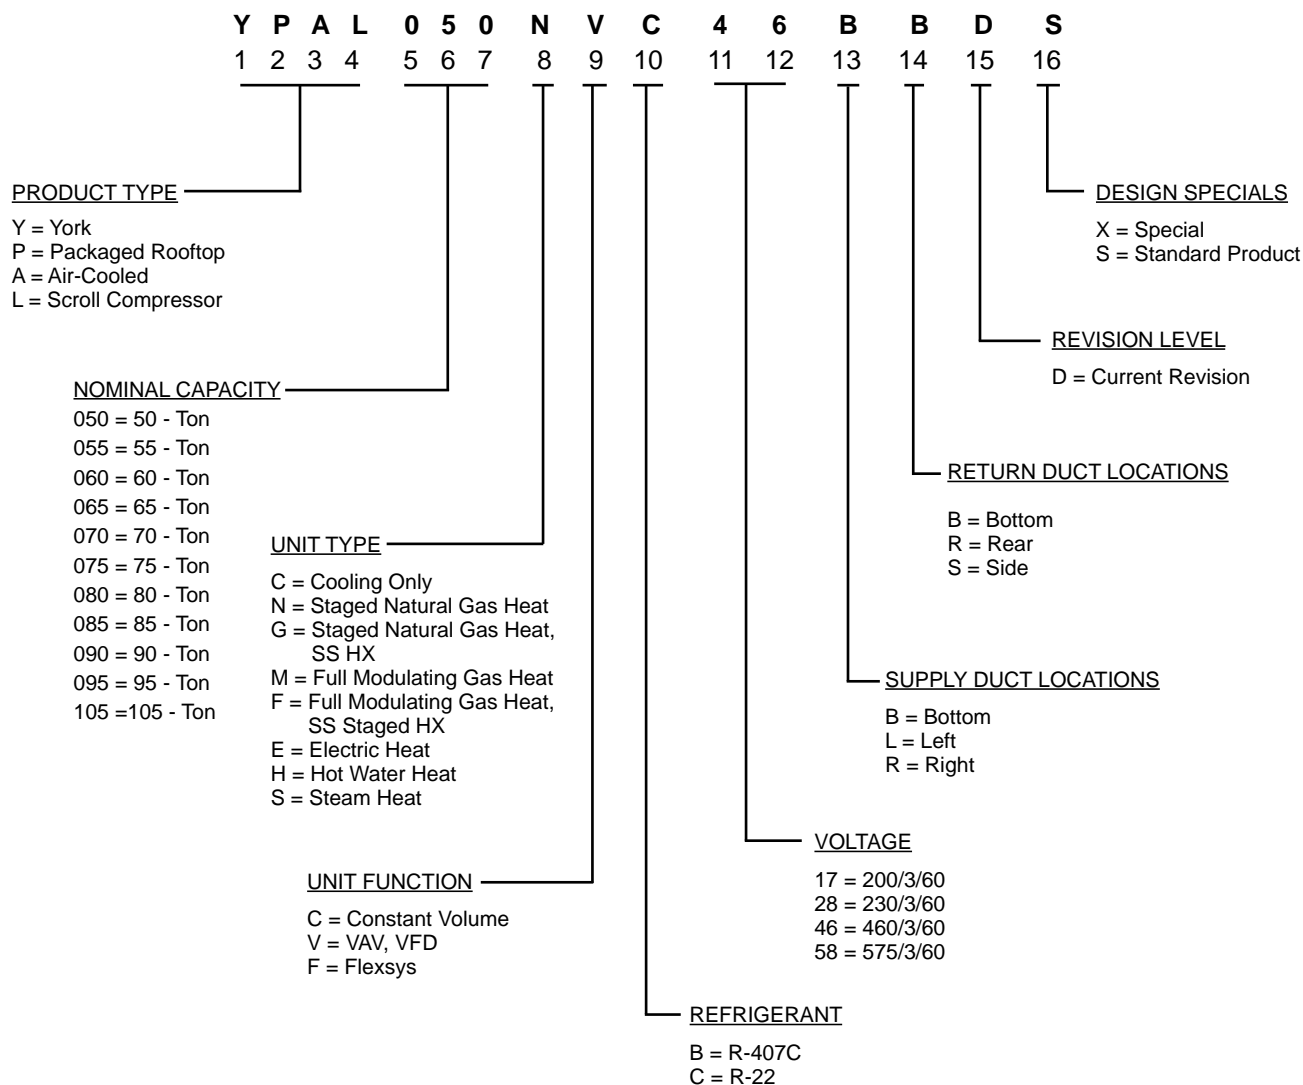 Y P A L 0 5 0 N V C 4 6 B B D S
1 2 3 4 5 6 7 8 9 10 11 12 13 14 15 16
PRODUCT TYPE
Y = York
P = Packaged Rooftop
A = Air-Cooled
L = Scroll Compressor
DESIGN SPECIALS
X = Special
S = Standard Product
REVISION LEVEL
D = Current Revision
NOMINAL CAPACITY
050 = 50 - Ton
055 = 55 - Ton
060 = 60 - Ton
065 = 65 - Ton
070 = 70 - Ton
075 = 75 - Ton
080 = 80 - Ton
085 = 85 - Ton
090 = 90 - Ton
095 = 95 - Ton
105 =105 - Ton
RETURN DUCT LOCATIONS
B = Bottom
R = Rear
S = Side
UNIT TYPE
C = Cooling Only
N = Staged Natural Gas Heat
G = Staged Natural Gas Heat,
SS HX
M = Full Modulating Gas Heat
F = Full Modulating Gas Heat,
SS Staged HX
E = Electric Heat
H = Hot Water Heat
S = Steam Heat
SUPPLY DUCT LOCATIONS
B = Bottom
L = Left
R = Right
VOLTAGE
17 = 200/3/60
28 = 230/3/60
46 = 460/3/60
58 = 575/3/60
UNIT FUNCTION
C = Constant Volume
V = VAV, VFD
F = Flexsys
REFRIGERANT
B = R-407C
C = R-22